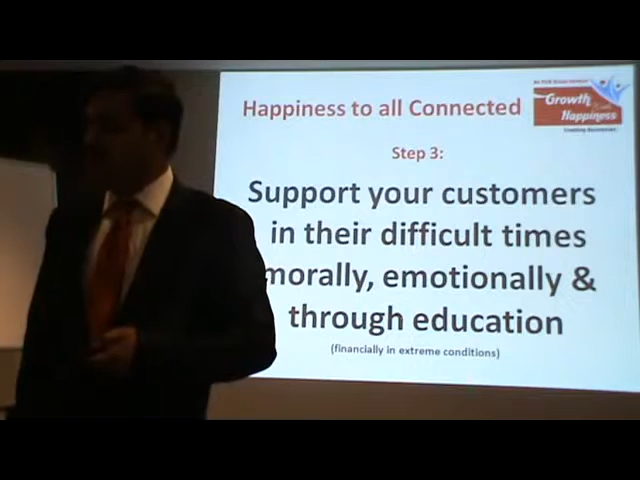 Happiness to all Connected
Growth
Happiness
Step 3:
Support your customers
in their difficult times
morally, emotionally &
through education
(financially in extreme conditions)